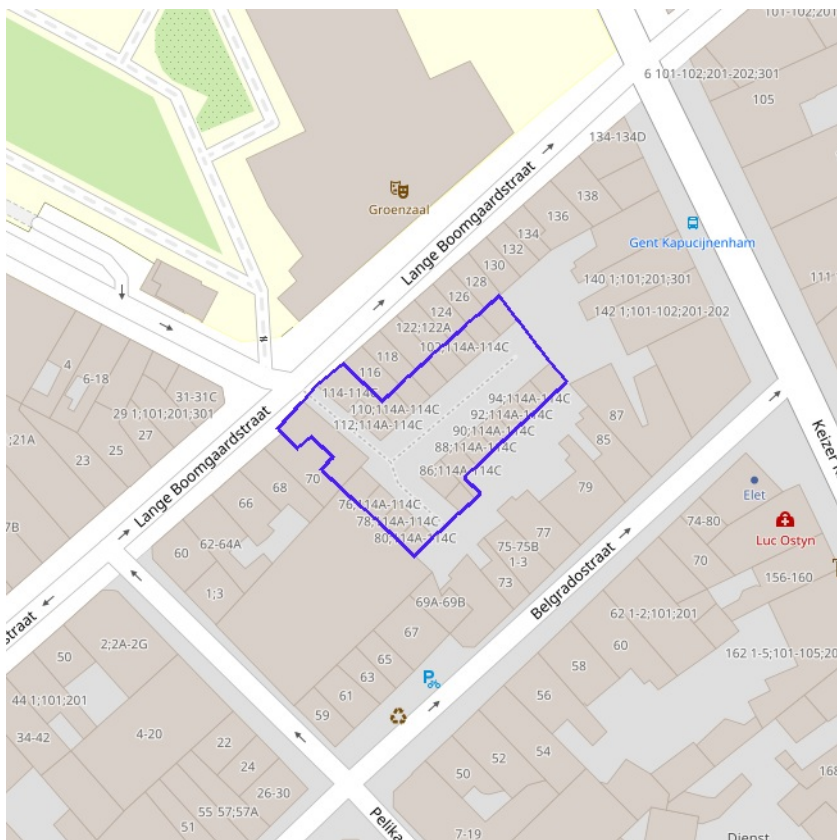 101-102;201
6 101-102;201-202;301
105
134-134D
138
136
134
132
130
128
126
124
122;122A
Groenzaal
Lange Boomgaardstraat
Gent Kapucijnenham
140 1;101;201;301
142 1;101-102;201-202
111
102;114A-114C
118
116
114-114C
110;114A-114C
112;114A-114C
94;114A-114C
92;114A-114C
90;114A-114C
88;114A-114C
86;114A-114C
4
6-18
31-31C
29 1;101;201;301
27
25
23
;21A
Lange Boomgaardstraat
87
85
79
Keizer
70
68
66
62-64A
60
1;3
7B
76;114A-114C
78;114A-114C
80;114A-114C
77
75-75B
1-3
73
Elet
74-80
Luc Ostyn
70
156-160
Belgradostraat
69A-69B
67
65
63
61
59
62 1-2;101;201
60
58
56
54
52
50
162 1-5;101-105;20
straat
2;2A-2G
50
44 1;101;201
34-42
4-20
22
24
26-30
55 57;57A
51
P
Pelika
7-19
168
Dienst